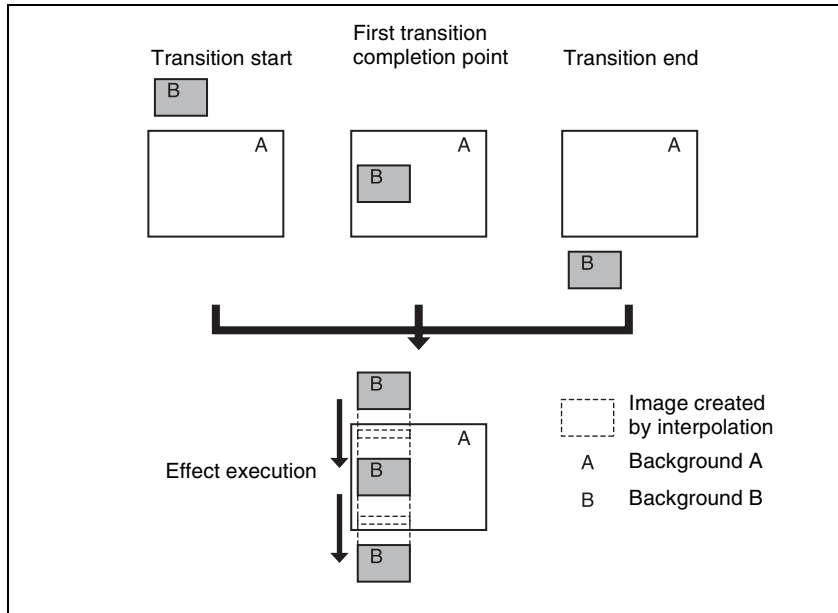 Transition start
First transition
completion point
Transition end
B
A
A
B
A
B
B
A
B
B
Effect execution
Image created
by interpolation
A Background A
B Background B